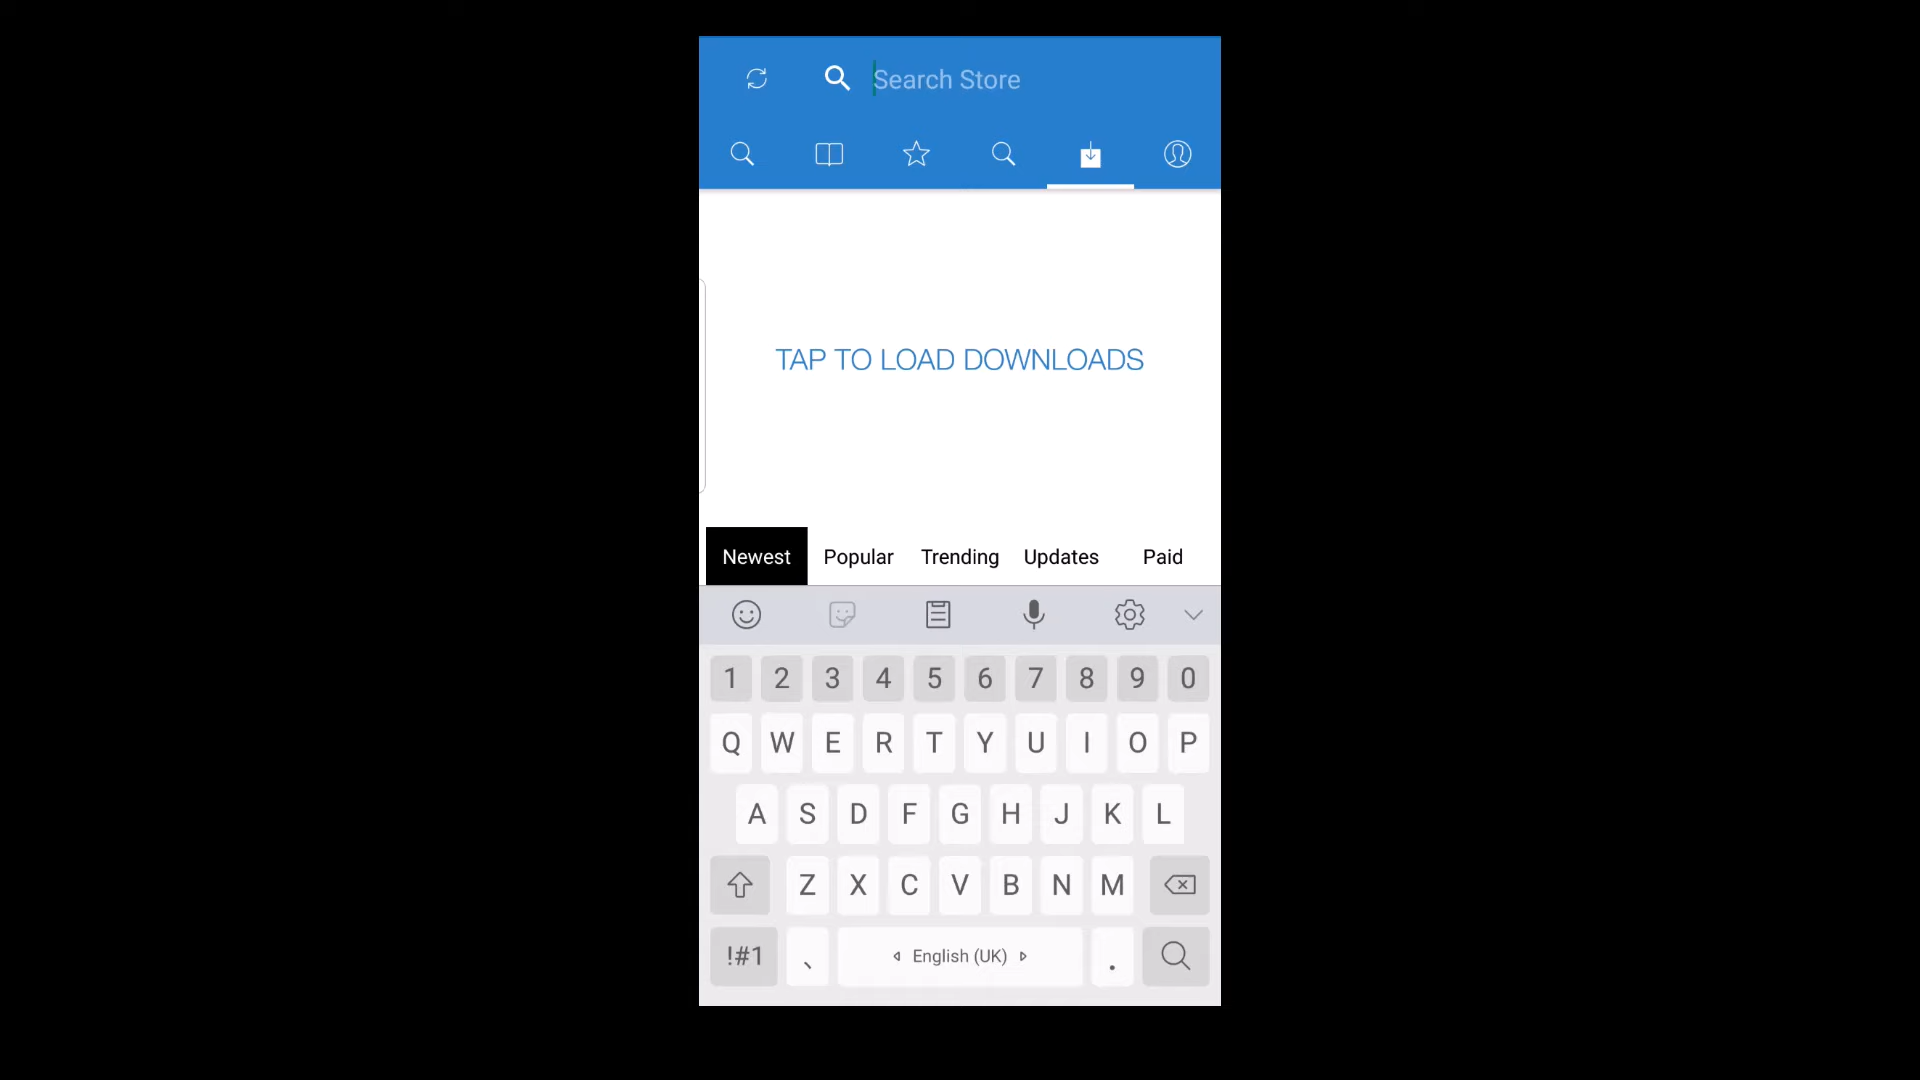 Search Store
TAP TO LOAD DOWNLOADS
Newest Popular Trending Updates Paid
1 2 3 4 5 6 7 8 9 0
Q W E R T Y U I O P
A S D F G H J K L
Z X C V B N M
!#1 、 English (UK) .